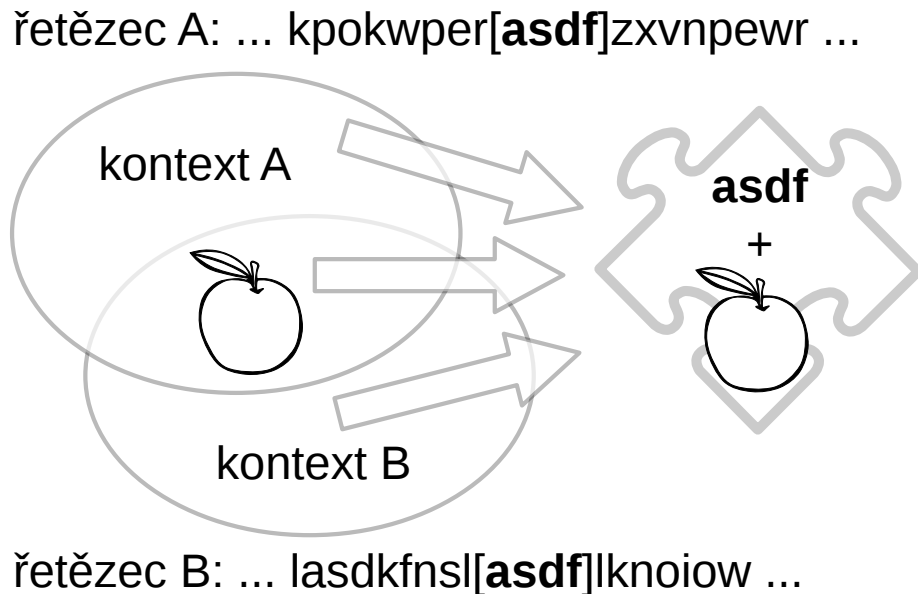 řetězec A: ... kpokwper[asdf]zxvnpewr ...
kontext A
asdf
+
kontext B
řetězec B: ... lasdkfnsl[asdf]lknoiow ...